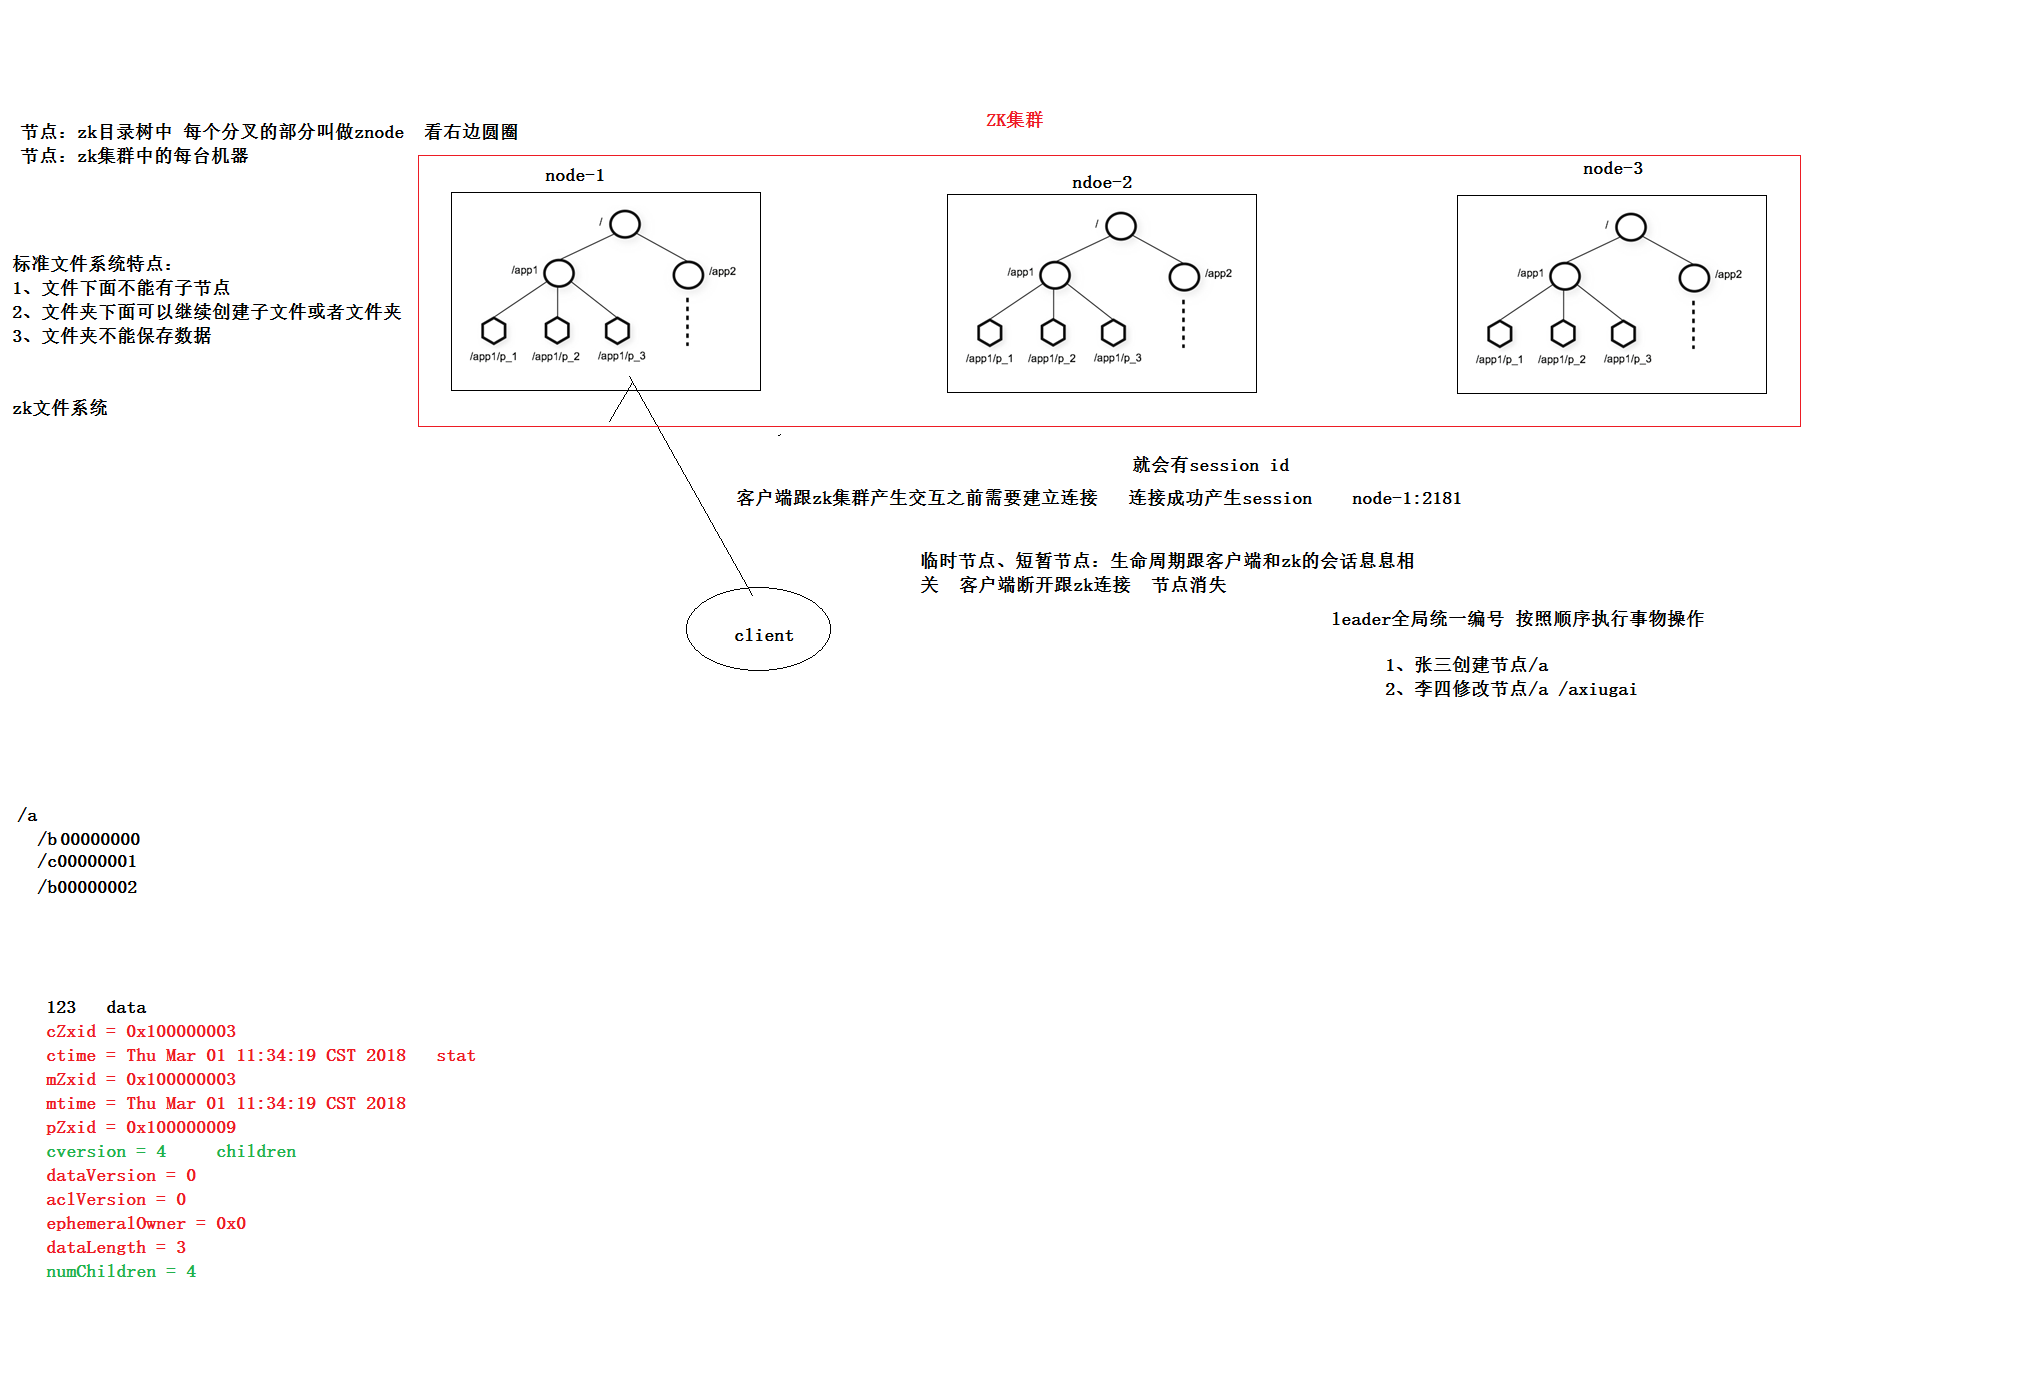 ZK集群
节点：zk目录树中 每个分叉的部分叫做znode  看右边圆圈
节点：zk集群中的每台机器
node-1
ndoe-2
node-3
/
/app1
/app2
/app1/p_1
/app1/p_2
/app1/p_3
/
/app1
/app2
/app1/p_1
/app1/p_2
/app1/p_3
/
/app1
/app2
/app1/p_1
/app1/p_2
/app1/p_3
标准文件系统特点：
1、文件下面不能有子节点
2、文件夹下面可以继续创建子文件或者文件夹
3、文件夹不能保存数据
zk文件系统
就会有session id
客户端跟zk集群产生交互之前需要建立连接   连接成功产生session    node-1:2181
临时节点、短暂节点：生命周期跟客户端和zk的会话息息相
关  客户端断开跟zk连接  节点消失
client
leader全局统一编号 按照顺序执行事物操作
1、张三创建节点/a
2、李四修改节点/a /axiugai
/a
/b00000000
/c00000001
/b00000002
123   data
cZxid = 0x100000003
ctime = Thu Mar 01 11:34:19 CST 2018   stat
mZxid = 0x100000003
mtime = Thu Mar 01 11:34:19 CST 2018
pZxid = 0x100000009
cversion = 4     children
dataVersion = 0
aclVersion = 0
ephemeralOwner = 0x0
dataLength = 3
numChildren = 4